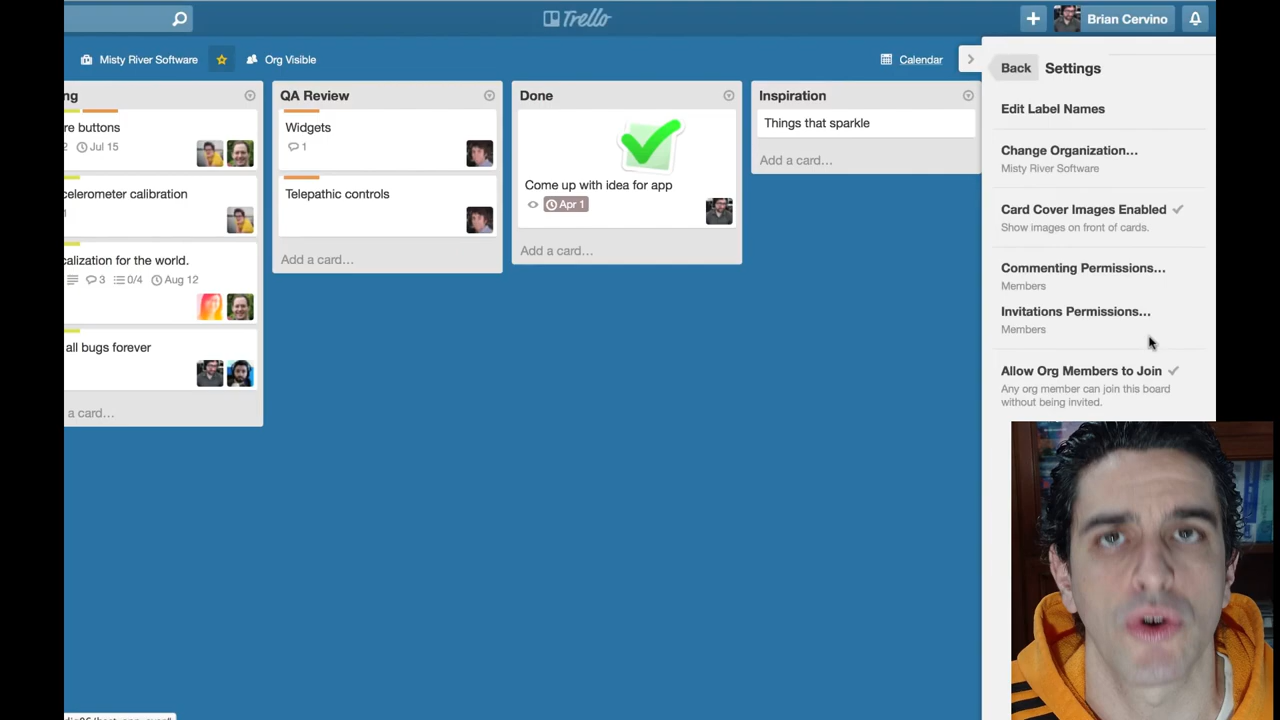 Trello
Brian Cervino
Misty River Software
Org Visible
Calendar
Back
Settings
ng
re buttons
2
Jul 15
celerometer calibration
1
calization for the world.
3
0/4
Aug 12
all bugs forever
a card…
QA Review
Widgets
1
Telepathic controls
Add a card…
Done
Come up with idea for app
Apr 1
Add a card…
Inspiration
Things that sparkle
Add a card…
Edit Label Names
Change Organization…
Misty River Software
Card Cover Images Enabled
Show images on front of cards.
Commenting Permissions…
Members
Invitations Permissions…
Members
Allow Org Members to Join
Any org member can join this board
without being invited.